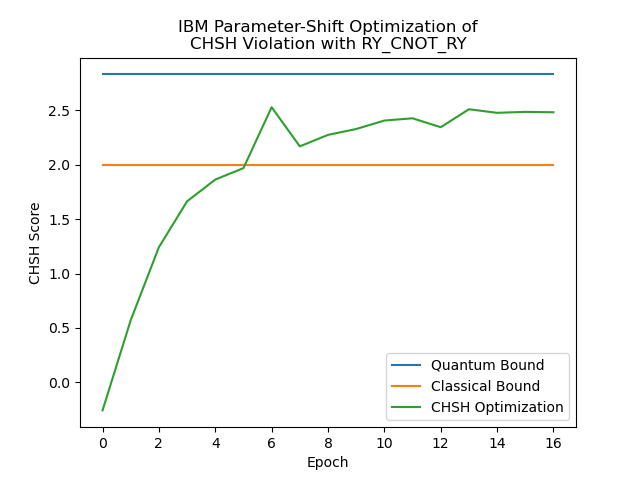 IBM Parameter-Shift Optimization of
CHSH Violation with RY_CNOT_RY
CHSH Score
2.5
2.0
1.5
1.0
0.5
0.0
Quantum Bound
Classical Bound
CHSH Optimization
0 2 4 6 8 10 12 14 16
Epoch